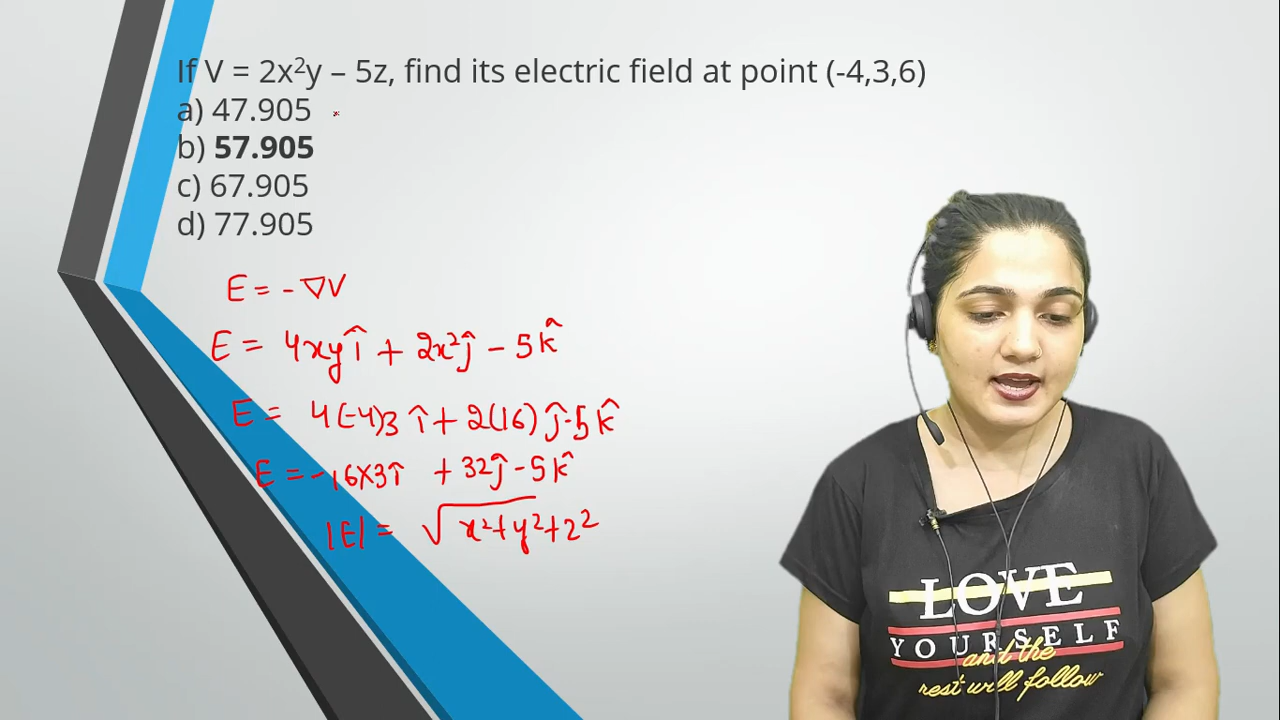 If V = 2x²y – 5z, find its electric field at point (-4,3,6)
a) 47.905
b) 57.905
c) 67.905
d) 77.905
E = - ∇V
E = 4xy î + 2x² ĵ - 5 k̂
E = 4(-4)3 î + 2(16) ĵ - 5 k̂
E = -16x3 î + 32 ĵ - 5 k̂
|E| = √x²+y²+z²
LOVE
YOURSELF
and the
rest will follow